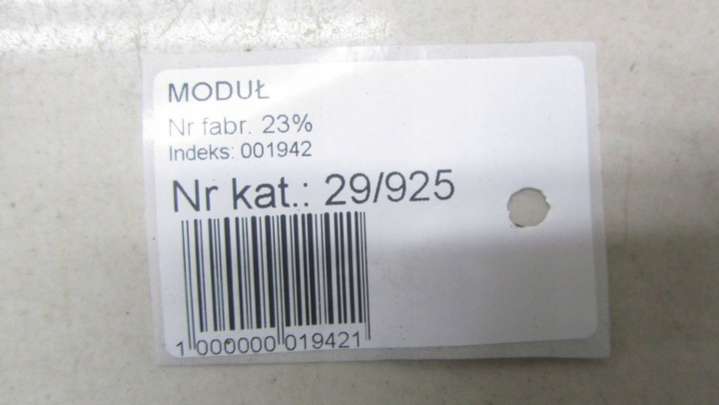 MODUŁ
Nr fabr. 23%
Indeks: 001942
Nr kat.: 29/925
1 000000 019421